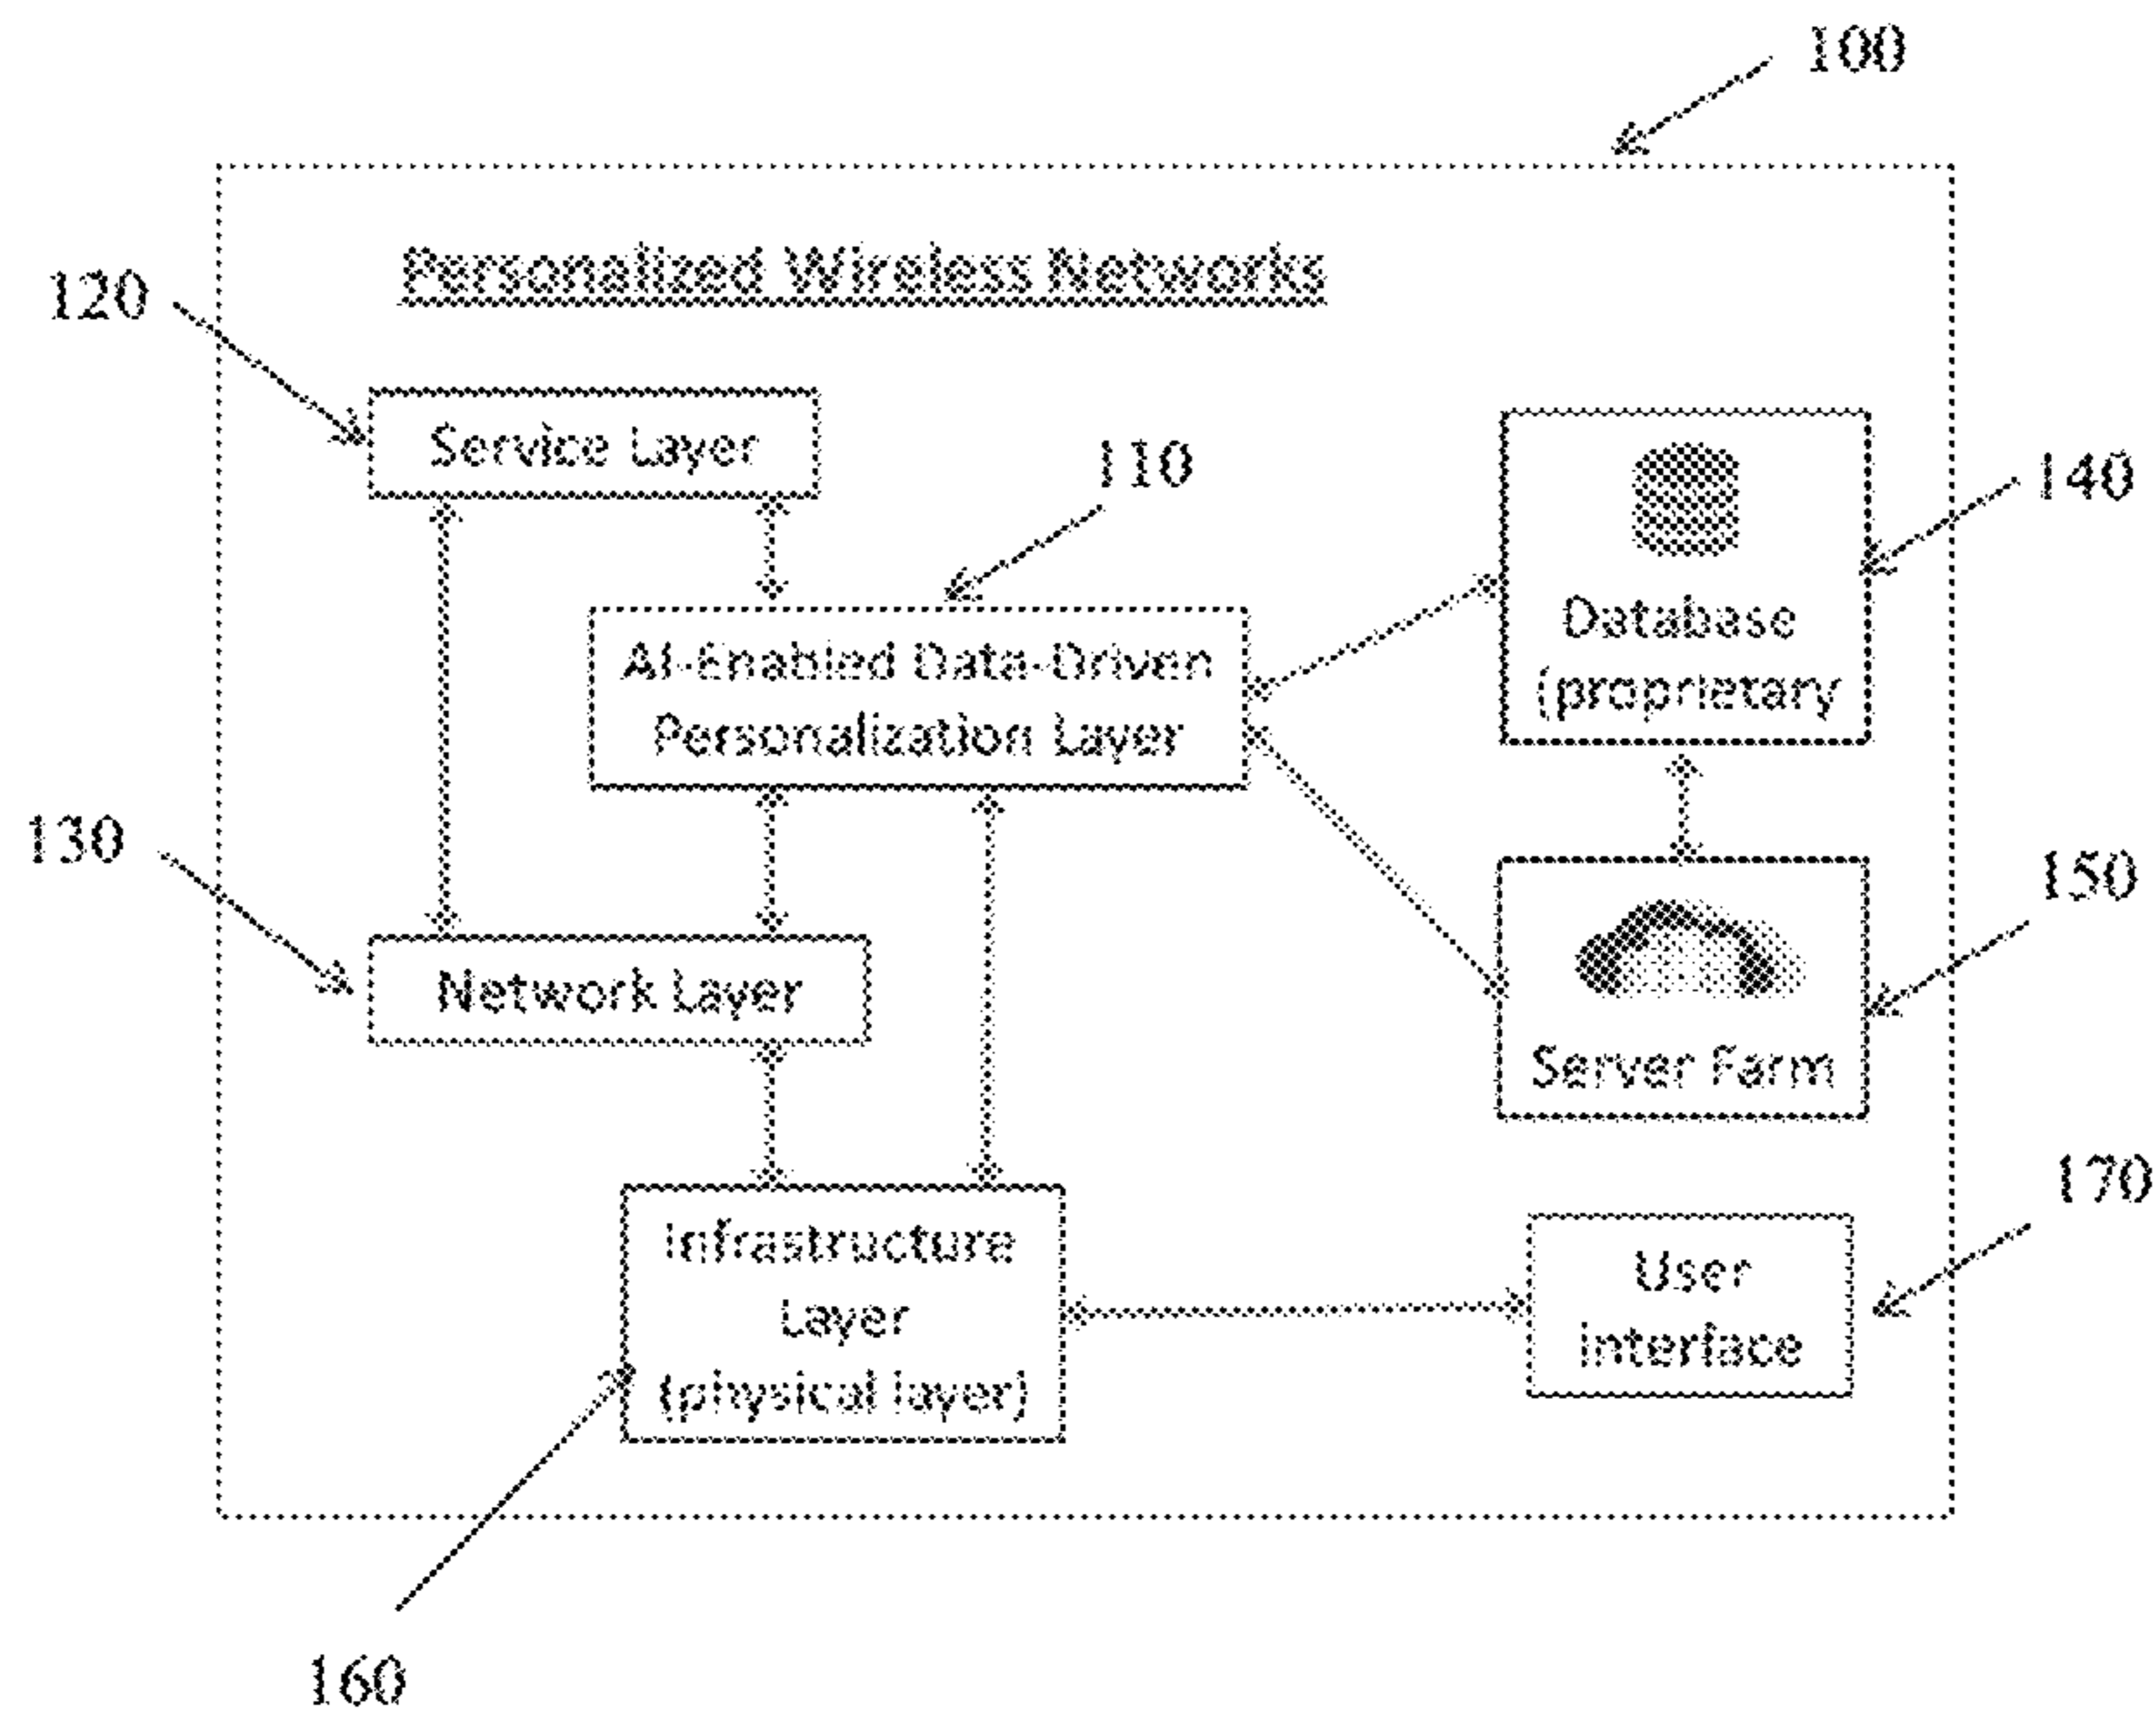 100
Personalized Wireless Networks
120
Service Layer
110
140
Database
(proprietary
AI-Enabled Data-Driven
Personalization Layer
130
150
Network Layer
Server Farm
170
Infrastructure
Layer
(physical layer)
User
Interface
160